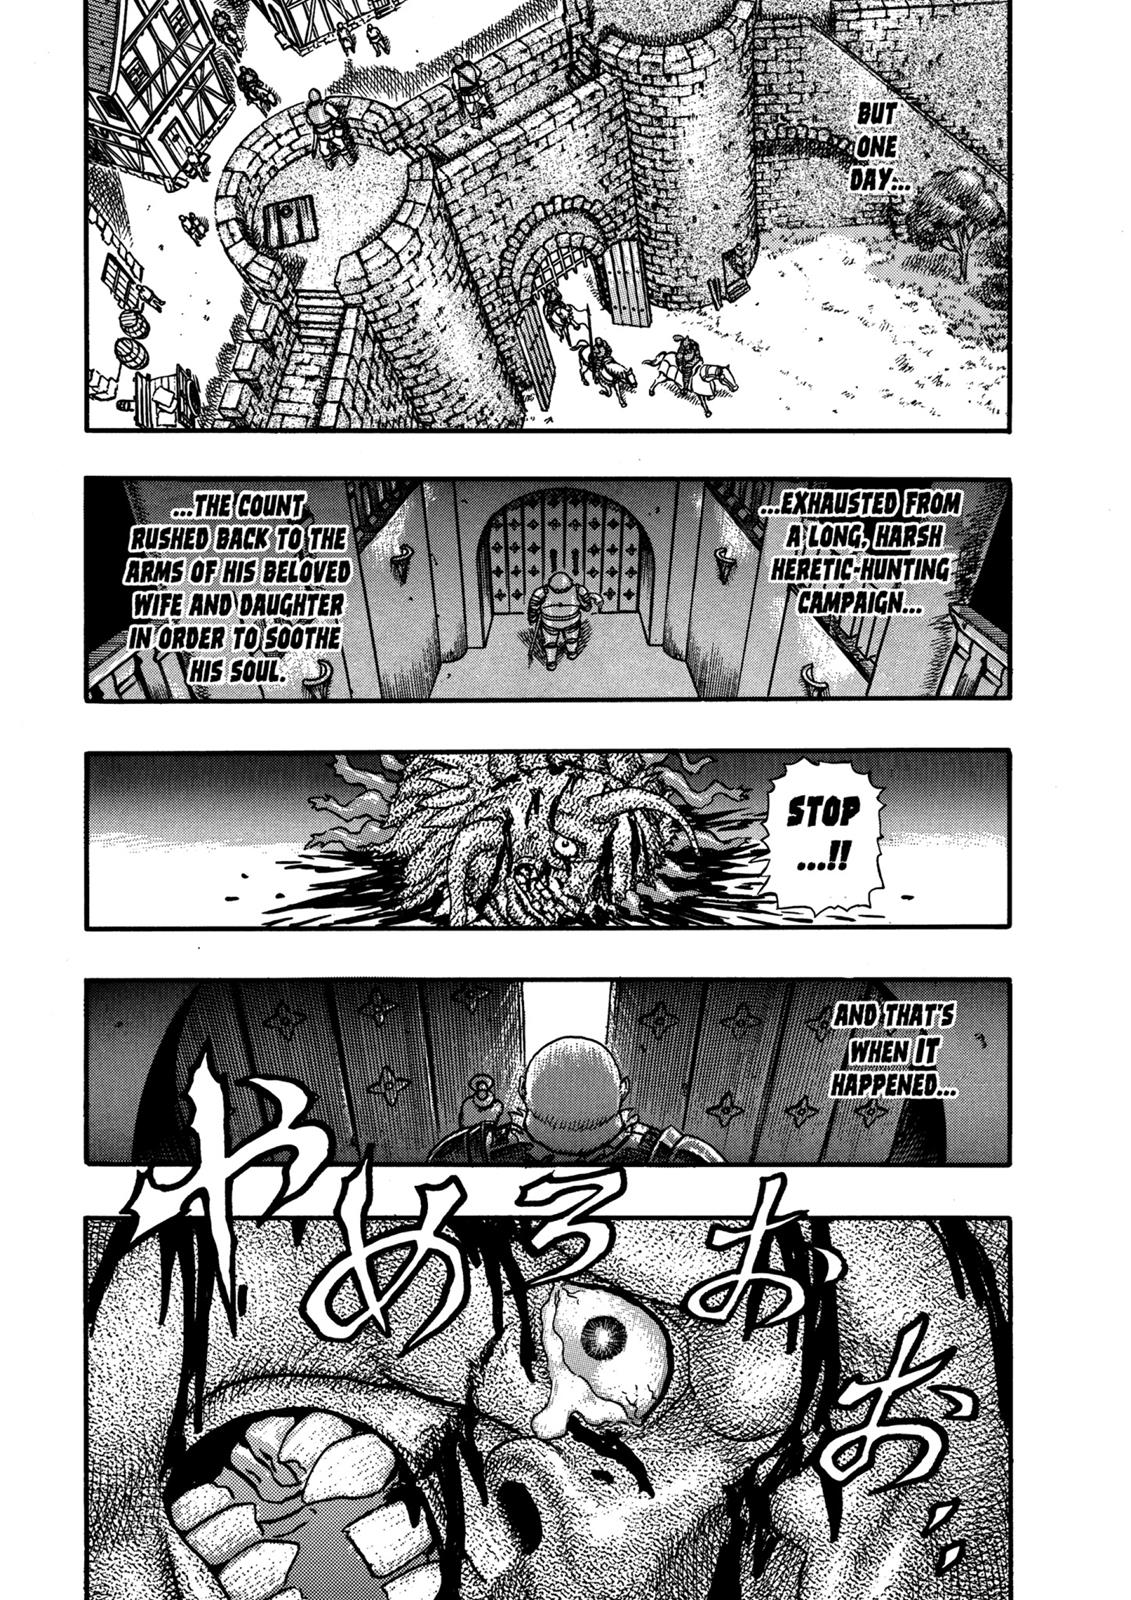 BUT
ONE
DAY...
...EXHAUSTED FROM
A LONG, HARSH
HERETIC-HUNTING
CAMPAIGN...
...THE COUNT
RUSHED BACK TO THE
ARMS OF HIS BELOVED
WIFE AND DAUGHTER
IN ORDER TO SOOTHE
HIS SOUL.
STOP
...!!
AND THAT'S
WHEN IT
HAPPENED...
やめろおお...